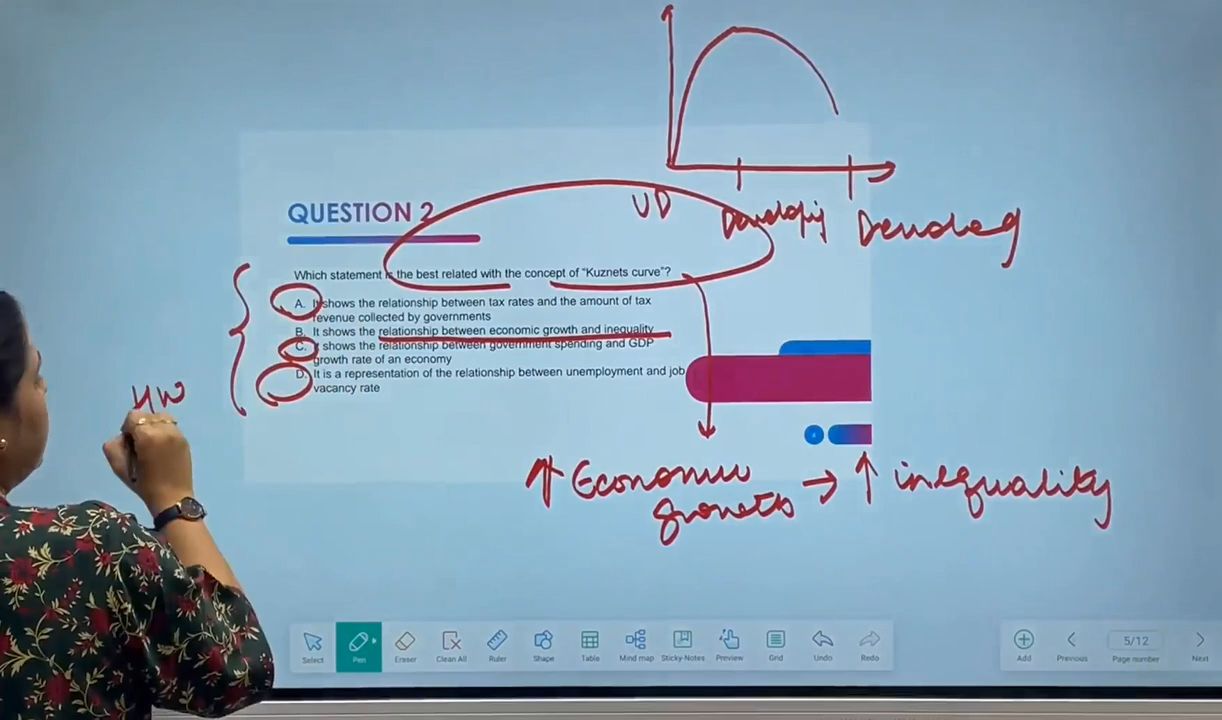 UD Developing Developed
QUESTION 2
Which statement is the best related with the concept of “Kuznets curve”?
A. It shows the relationship between tax rates and the amount of tax
revenue collected by governments
B. It shows the relationship between economic growth and inequality
C. It shows the relationship between government spending and GDP
growth rate of an economy
D. It is a representation of the relationship between unemployment and job
vacancy rate
HW
↑ Economic
growth → ↑ inequality
Select Pen Eraser Clean All Ruler Shape Table Mind map Sticky-Notes Preview Grid Undo Redo Add Previous 5/12 Page number Next